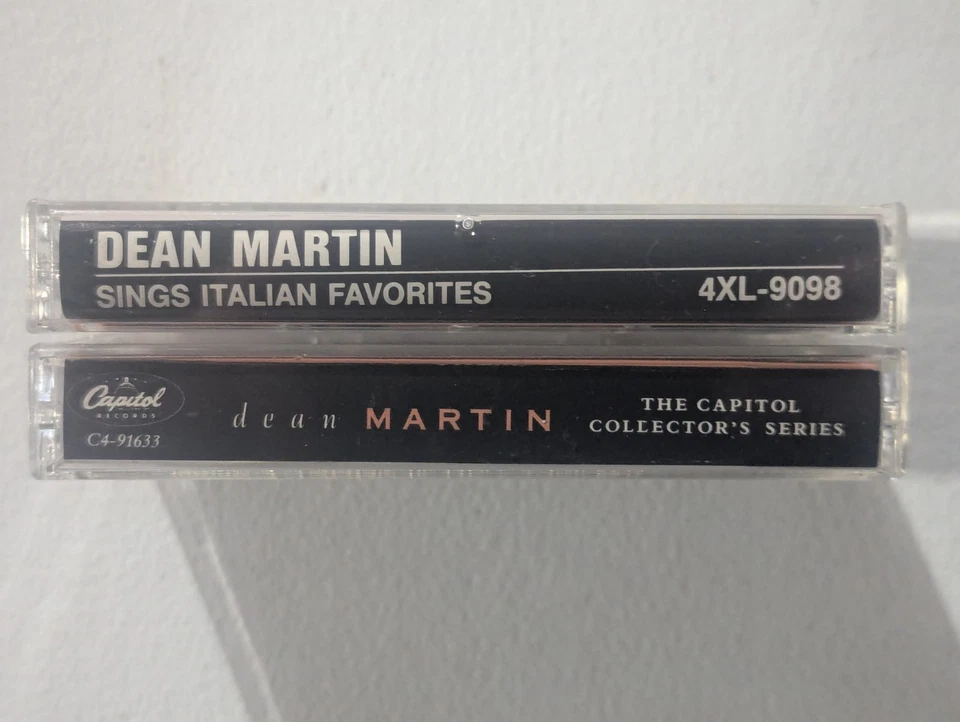 DEAN MARTIN
SINGS ITALIAN FAVORITES
4XL-9098
Capitol
RECORDS
C4-91633
dean MARTIN
THE CAPITOL
COLLECTOR'S SERIES